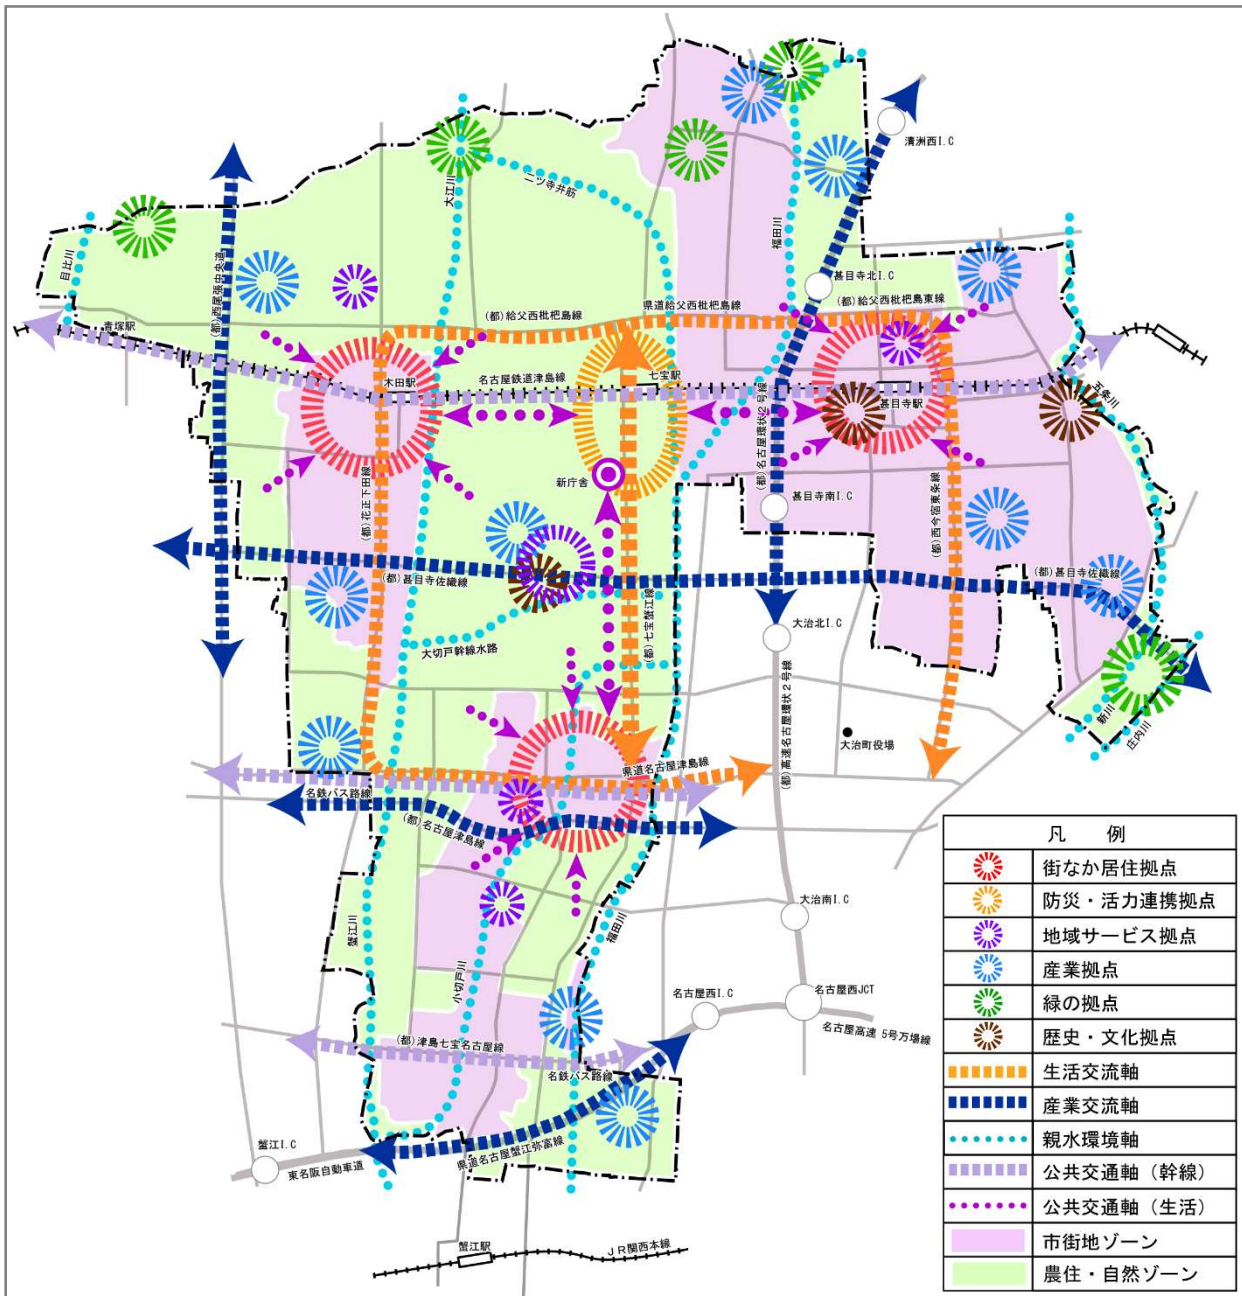 清洲西I.C
大江川
二ツ寺井筋
福田川
目比川
(都)西尾張中央道
甚目寺北I.C
青塚駅
(都)給父西枇杷島線
県道給父西枇杷島線
(都)給父西枇杷島東線
木田駅
名古屋鉄道津島線
七宝駅
甚目寺駅
五条川
(都)名古屋環状2号線
新庁舎
甚目寺南I.C
(都)花正下田線
(都)西今宿東条線
(都)甚目寺佐織線
(都)甚目寺佐織線
(都)七宝蟹江線
大治北I.C
大切戸幹線水路
(都)高速名古屋環状2号線
新川
庄内川
大治町役場
県道名古屋津島線
名鉄バス路線
(都)名古屋津島線
蟹江川
福田川
小切戸川
大治南I.C
名古屋西I.C
名古屋西JCT
名古屋高速 5号万場線
(都)津島七宝名古屋線
名鉄バス路線
蟹江I.C
東名阪自動車道
県道名古屋蟹江弥富線
蟹江駅
JR関西本線
凡 例
街なか居住拠点
防災・活力連携拠点
地域サービス拠点
産業拠点
緑の拠点
歴史・文化拠点
生活交流軸
産業交流軸
親水環境軸
公共交通軸（幹線）
公共交通軸（生活）
市街地ゾーン
農住・自然ゾーン